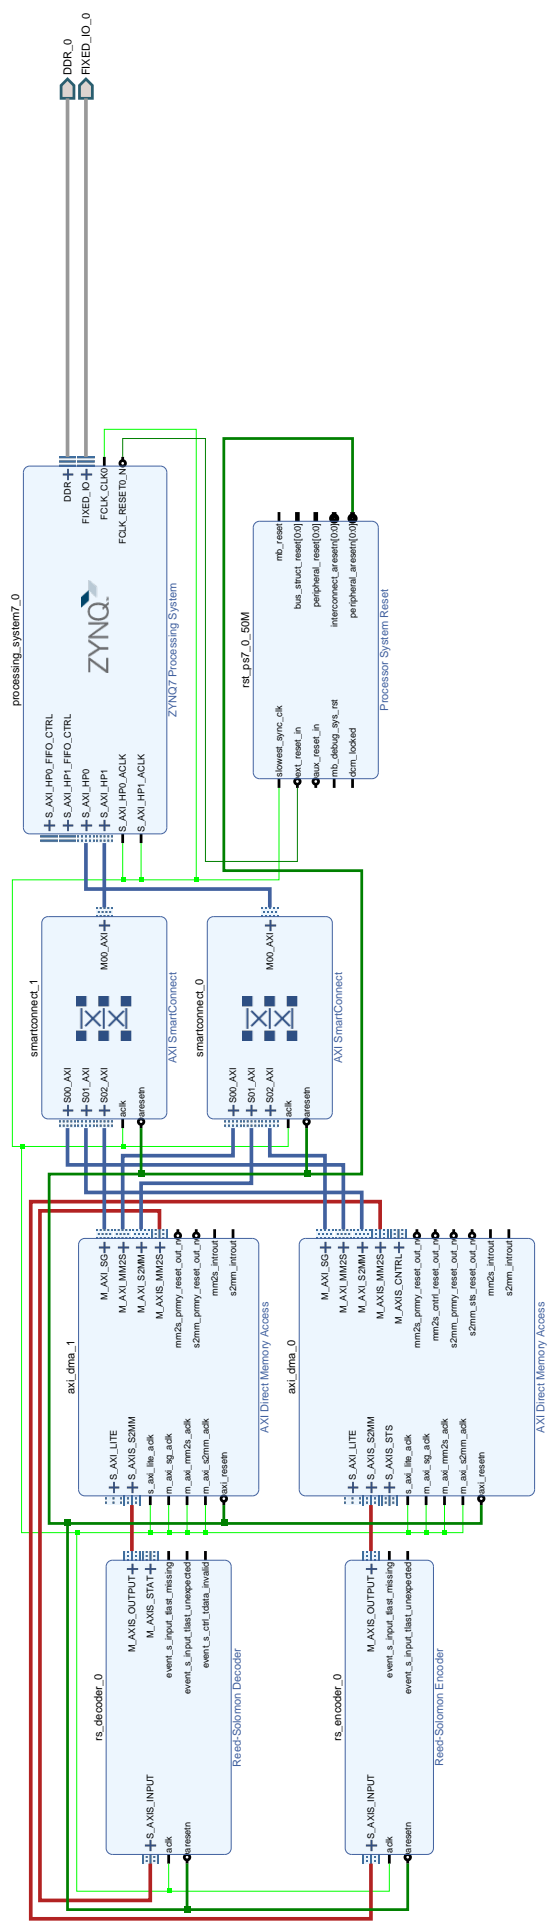 DDR_0
FIXED_IO_0
processing_system7_0
S_AXI_HP0_FIFO_CTRL
S_AXI_HP1_FIFO_CTRL
S_AXI_HP0
S_AXI_HP1
S_AXI_HP0_ACLK
S_AXI_HP1_ACLK
DDR
FIXED_IO
FCLK_CLK0
FCLK_RESET0_N
ZYNQ
ZYNQ7 Processing System
rst_ps7_0_50M
slowest_sync_clk
ext_reset_in
aux_reset_in
mb_debug_sys_rst
dcm_locked
mb_reset
bus_struct_reset[0:0]
peripheral_reset[0:0]
interconnect_aresetn[0:0]
peripheral_aresetn[0:0]
Processor System Reset
smartconnect_1
S00_AXI
S01_AXI
S02_AXI
aclk
aresetn
M00_AXI
AXI SmartConnect
smartconnect_0
S00_AXI
S01_AXI
S02_AXI
aclk
aresetn
M00_AXI
AXI SmartConnect
axi_dma_1
S_AXI_LITE
S_AXIS_S2MM
s_axi_lite_aclk
m_axi_sg_aclk
m_axi_mm2s_aclk
m_axi_s2mm_aclk
axi_resetn
M_AXI_SG
M_AXI_MM2S
M_AXI_S2MM
M_AXIS_MM2S
mm2s_prmry_reset_out_n
s2mm_prmry_reset_out_n
mm2s_introut
s2mm_introut
AXI Direct Memory Access
axi_dma_0
S_AXI_LITE
S_AXIS_S2MM
S_AXIS_STS
s_axi_lite_aclk
m_axi_sg_aclk
m_axi_mm2s_aclk
m_axi_s2mm_aclk
axi_resetn
M_AXI_SG
M_AXI_MM2S
M_AXI_S2MM
M_AXIS_MM2S
M_AXIS_CNTRL
mm2s_prmry_reset_out_n
mm2s_cntrl_reset_out_n
s2mm_prmry_reset_out_n
s2mm_sts_reset_out_n
mm2s_introut
s2mm_introut
AXI Direct Memory Access
rs_decoder_0
S_AXIS_INPUT
aclk
aresetn
M_AXIS_OUTPUT
M_AXIS_STAT
event_s_input_tlast_missing
event_s_input_tlast_unexpected
event_s_ctrl_tdata_invalid
Reed-Solomon Decoder
rs_encoder_0
S_AXIS_INPUT
aclk
aresetn
M_AXIS_OUTPUT
event_s_input_tlast_missing
event_s_input_tlast_unexpected
Reed-Solomon Encoder